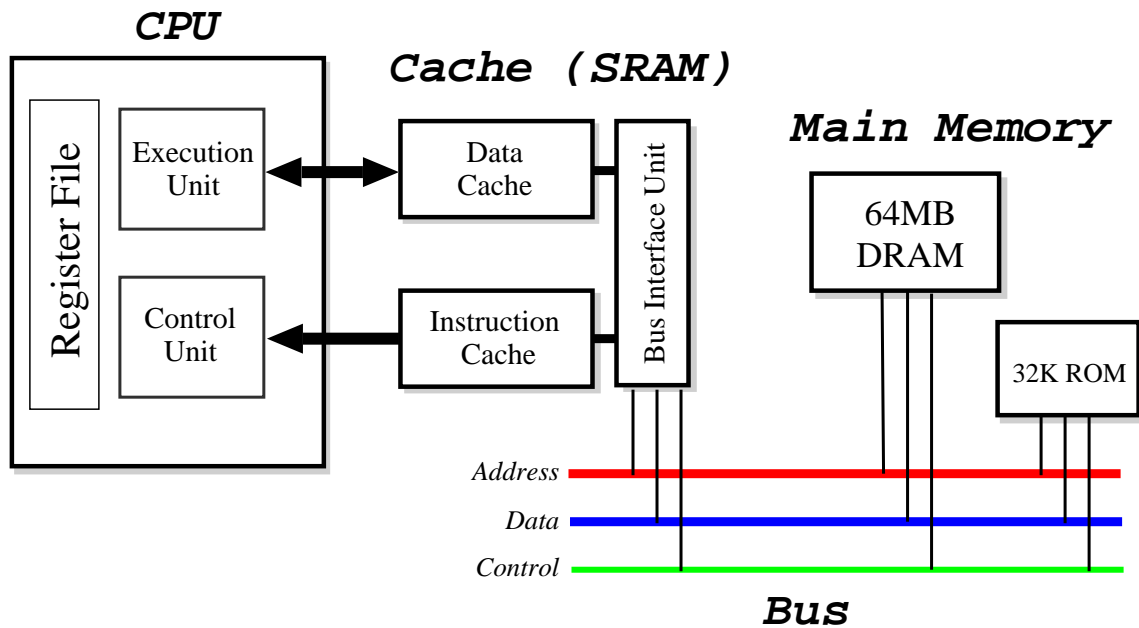 CPU
Cache (SRAM)
Main Memory
Register File
Execution
Unit
Control
Unit
Data
Cache
Instruction
Cache
Bus Interface Unit
64MB
DRAM
32K ROM
Address
Data
Control
Bus